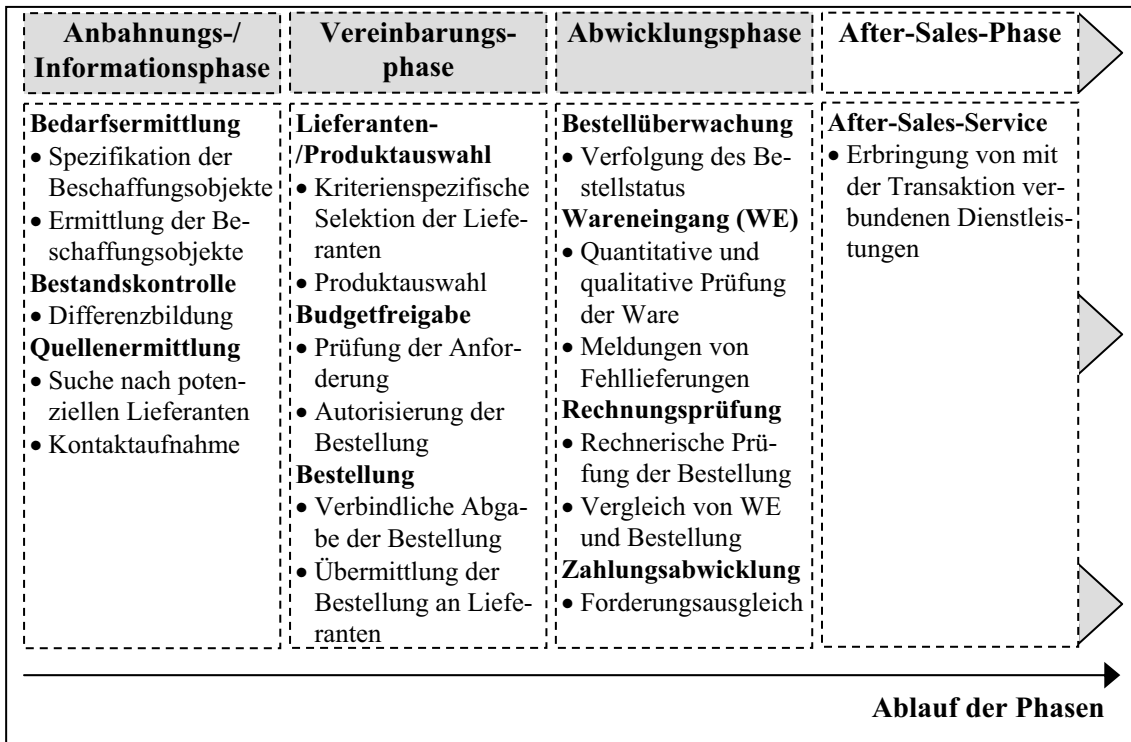 Anbahnungs-/
Informationsphase
Bedarfsermittlung
• Spezifikation der
Beschaffungsobjekte
• Ermittlung der Be-
schaffungsobjekte
Bestandskontrolle
• Differenzbildung
Quellenermittlung
• Suche nach poten-
ziellen Lieferanten
• Kontaktaufnahme
Vereinbarungs-
phase
Lieferanten-
/Produktauswahl
• Kriterienspezifische
Selektion der Liefe-
ranten
• Produktauswahl
Budgetfreigabe
• Prüfung der Anfor-
derung
• Autorisierung der
Bestellung
Bestellung
• Verbindliche Abga-
be der Bestellung
• Übermittlung der
Bestellung an Liefe-
ranten
Abwicklungsphase
Bestellüberwachung
• Verfolgung des Be-
stellstatus
Wareneingang (WE)
• Quantitative und
qualitative Prüfung
der Ware
• Meldungen von
Fehllieferungen
Rechnungsprüfung
• Rechnerische Prü-
fung der Bestellung
• Vergleich von WE
und Bestellung
Zahlungsabwicklung
• Forderungsausgleich
After-Sales-Phase
After-Sales-Service
• Erbringung von mit
der Transaktion ver-
bundenen Dienstleis-
tungen
Ablauf der Phasen